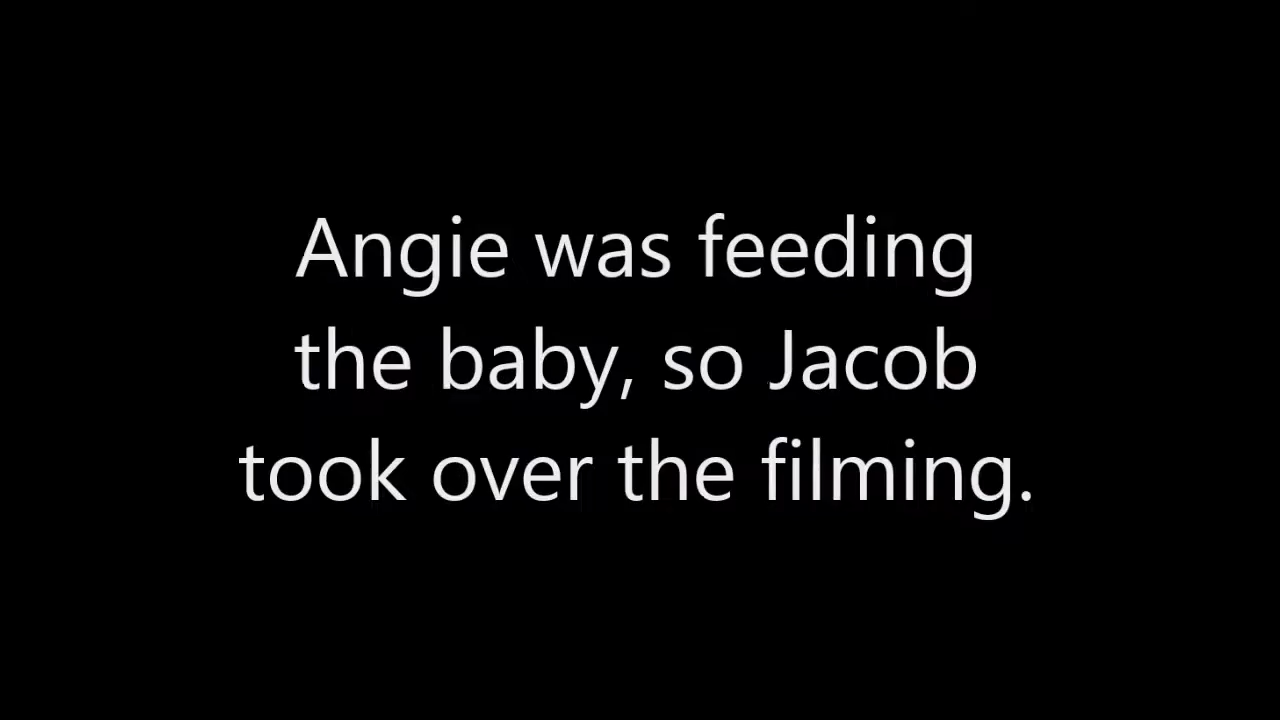 Angie was feeding
the baby, so Jacob
took over the filming.